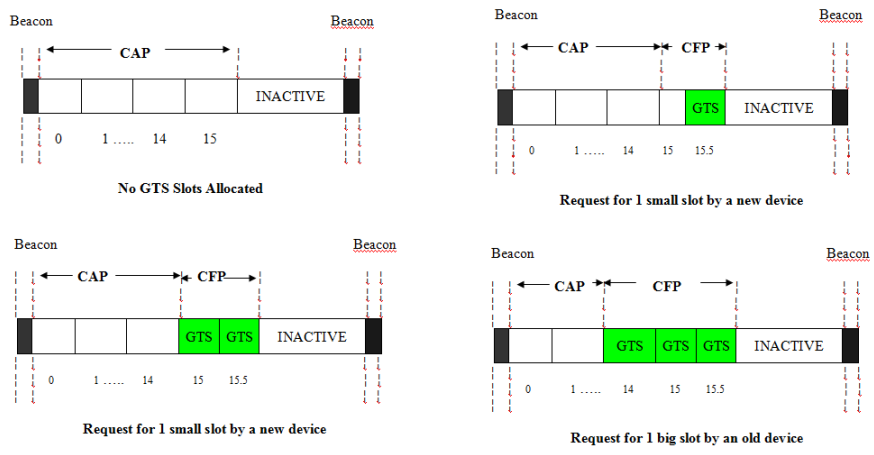 Beacon Beacon
CAP
INACTIVE
0 1 ….. 14 15
No GTS Slots Allocated
Beacon Beacon
CAP CFP
GTS INACTIVE
0 1 ….. 14 15 15.5
Request for 1 small slot by a new device
Beacon Beacon
CAP CFP
GTS GTS INACTIVE
0 1 ….. 14 15 15.5
Request for 1 small slot by a new device
Beacon Beacon
CAP CFP
GTS GTS GTS INACTIVE
0 1 ….. 14 15 15.5
Request for 1 big slot by an old device